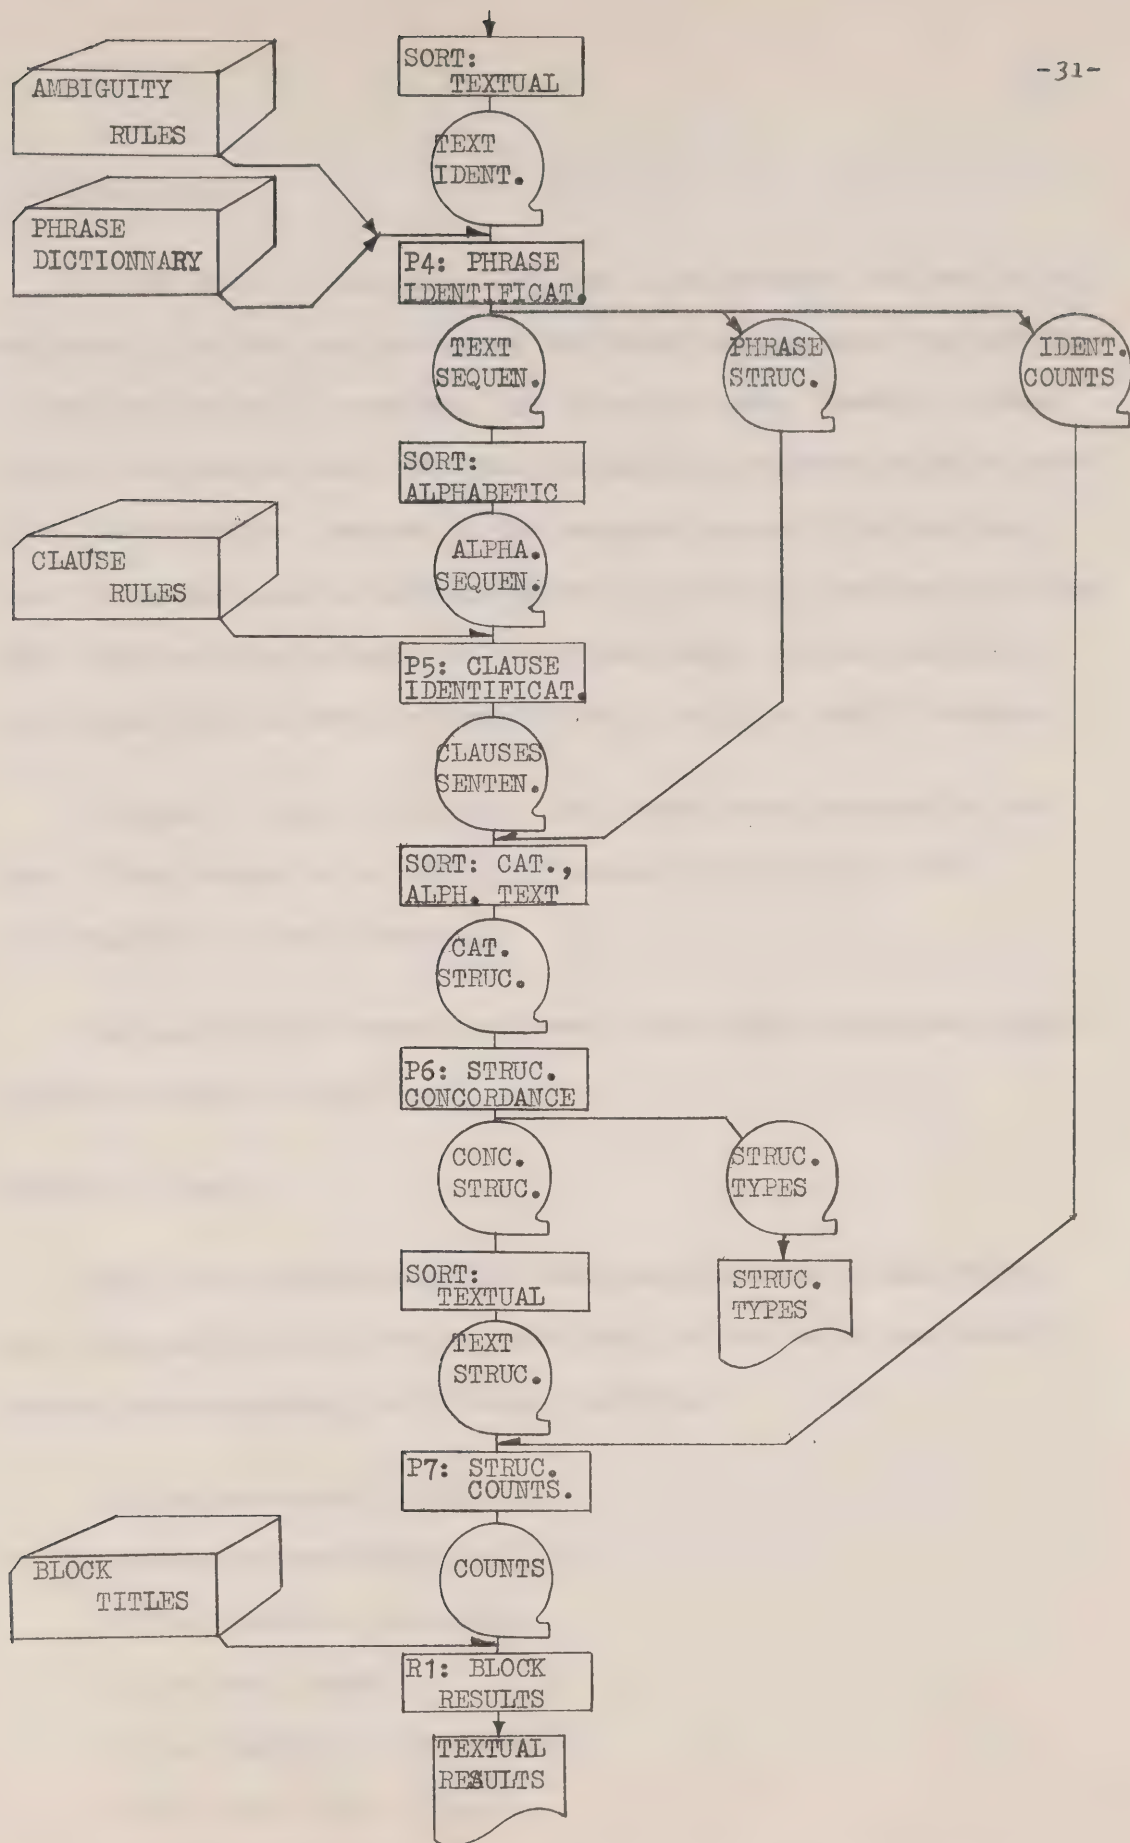 -31-
SORT:
TEXTUAL
AMBIGUITY
RULES
TEXT
IDENT.
PHRASE
DICTIONNARY
P4: PHRASE
IDENTIFICAT.
TEXT
SEQUEN.
PHRASE
STRUC.
IDENT.
COUNTS
SORT:
ALPHABETIC
CLAUSE
RULES
ALPHA.
SEQUEN.
P5: CLAUSE
IDENTIFICAT.
CLAUSES
SENTEN.
SORT: CAT.,
ALPH. TEXT
CAT.
STRUC.
P6: STRUC.
CONCORDANCE
CONC.
STRUC.
STRUC.
TYPES
SORT:
TEXTUAL
STRUC.
TYPES
TEXT
STRUC.
P7: STRUC.
COUNTS.
BLOCK
TITLES
COUNTS
R1: BLOCK
RESULTS
TEXTUAL
RESULTS